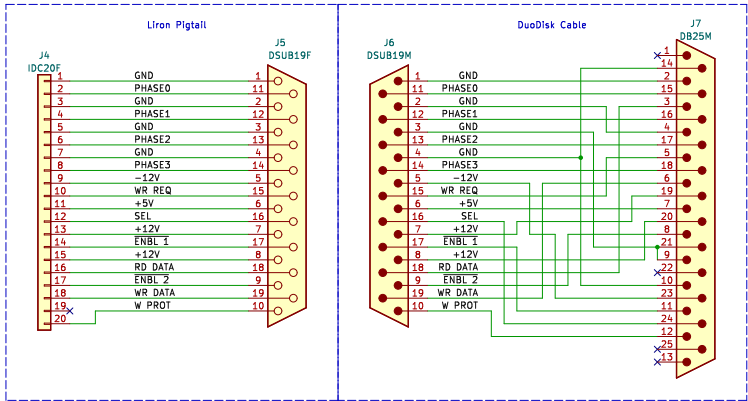 Liron Pigtail
DuoDisk Cable
J4
IDC20F
J5
DSUB19F
J6
DSUB19M
J7
DB25M
1 GND 1
2 PHASE0 11
3 GND 2
4 PHASE1 12
5 GND 3
6 PHASE2 13
7 GND 4
8 PHASE3 14
9 -12V 5
10 WR REQ 15
11 +5V 6
12 SEL 16
13 +12V 7
14 ENBL 1 17
15 +12V 8
16 RD DATA 18
17 ENBL 2 9
18 WR DATA 19
19 W PROT 10
20
1 GND
11 PHASE0
2 GND
12 PHASE1
3 GND
13 PHASE2
4 GND
14 PHASE3
5 -12V
15 WR REQ
6 +5V
16 SEL
7 +12V
17 ENBL 1
8 +12V
18 RD DATA
9 ENBL 2
19 WR DATA
10 W PROT
1
14
2
15
3
16
4
17
5
18
6
19
7
20
8
21
9
22
10
23
11
24
12
25
13